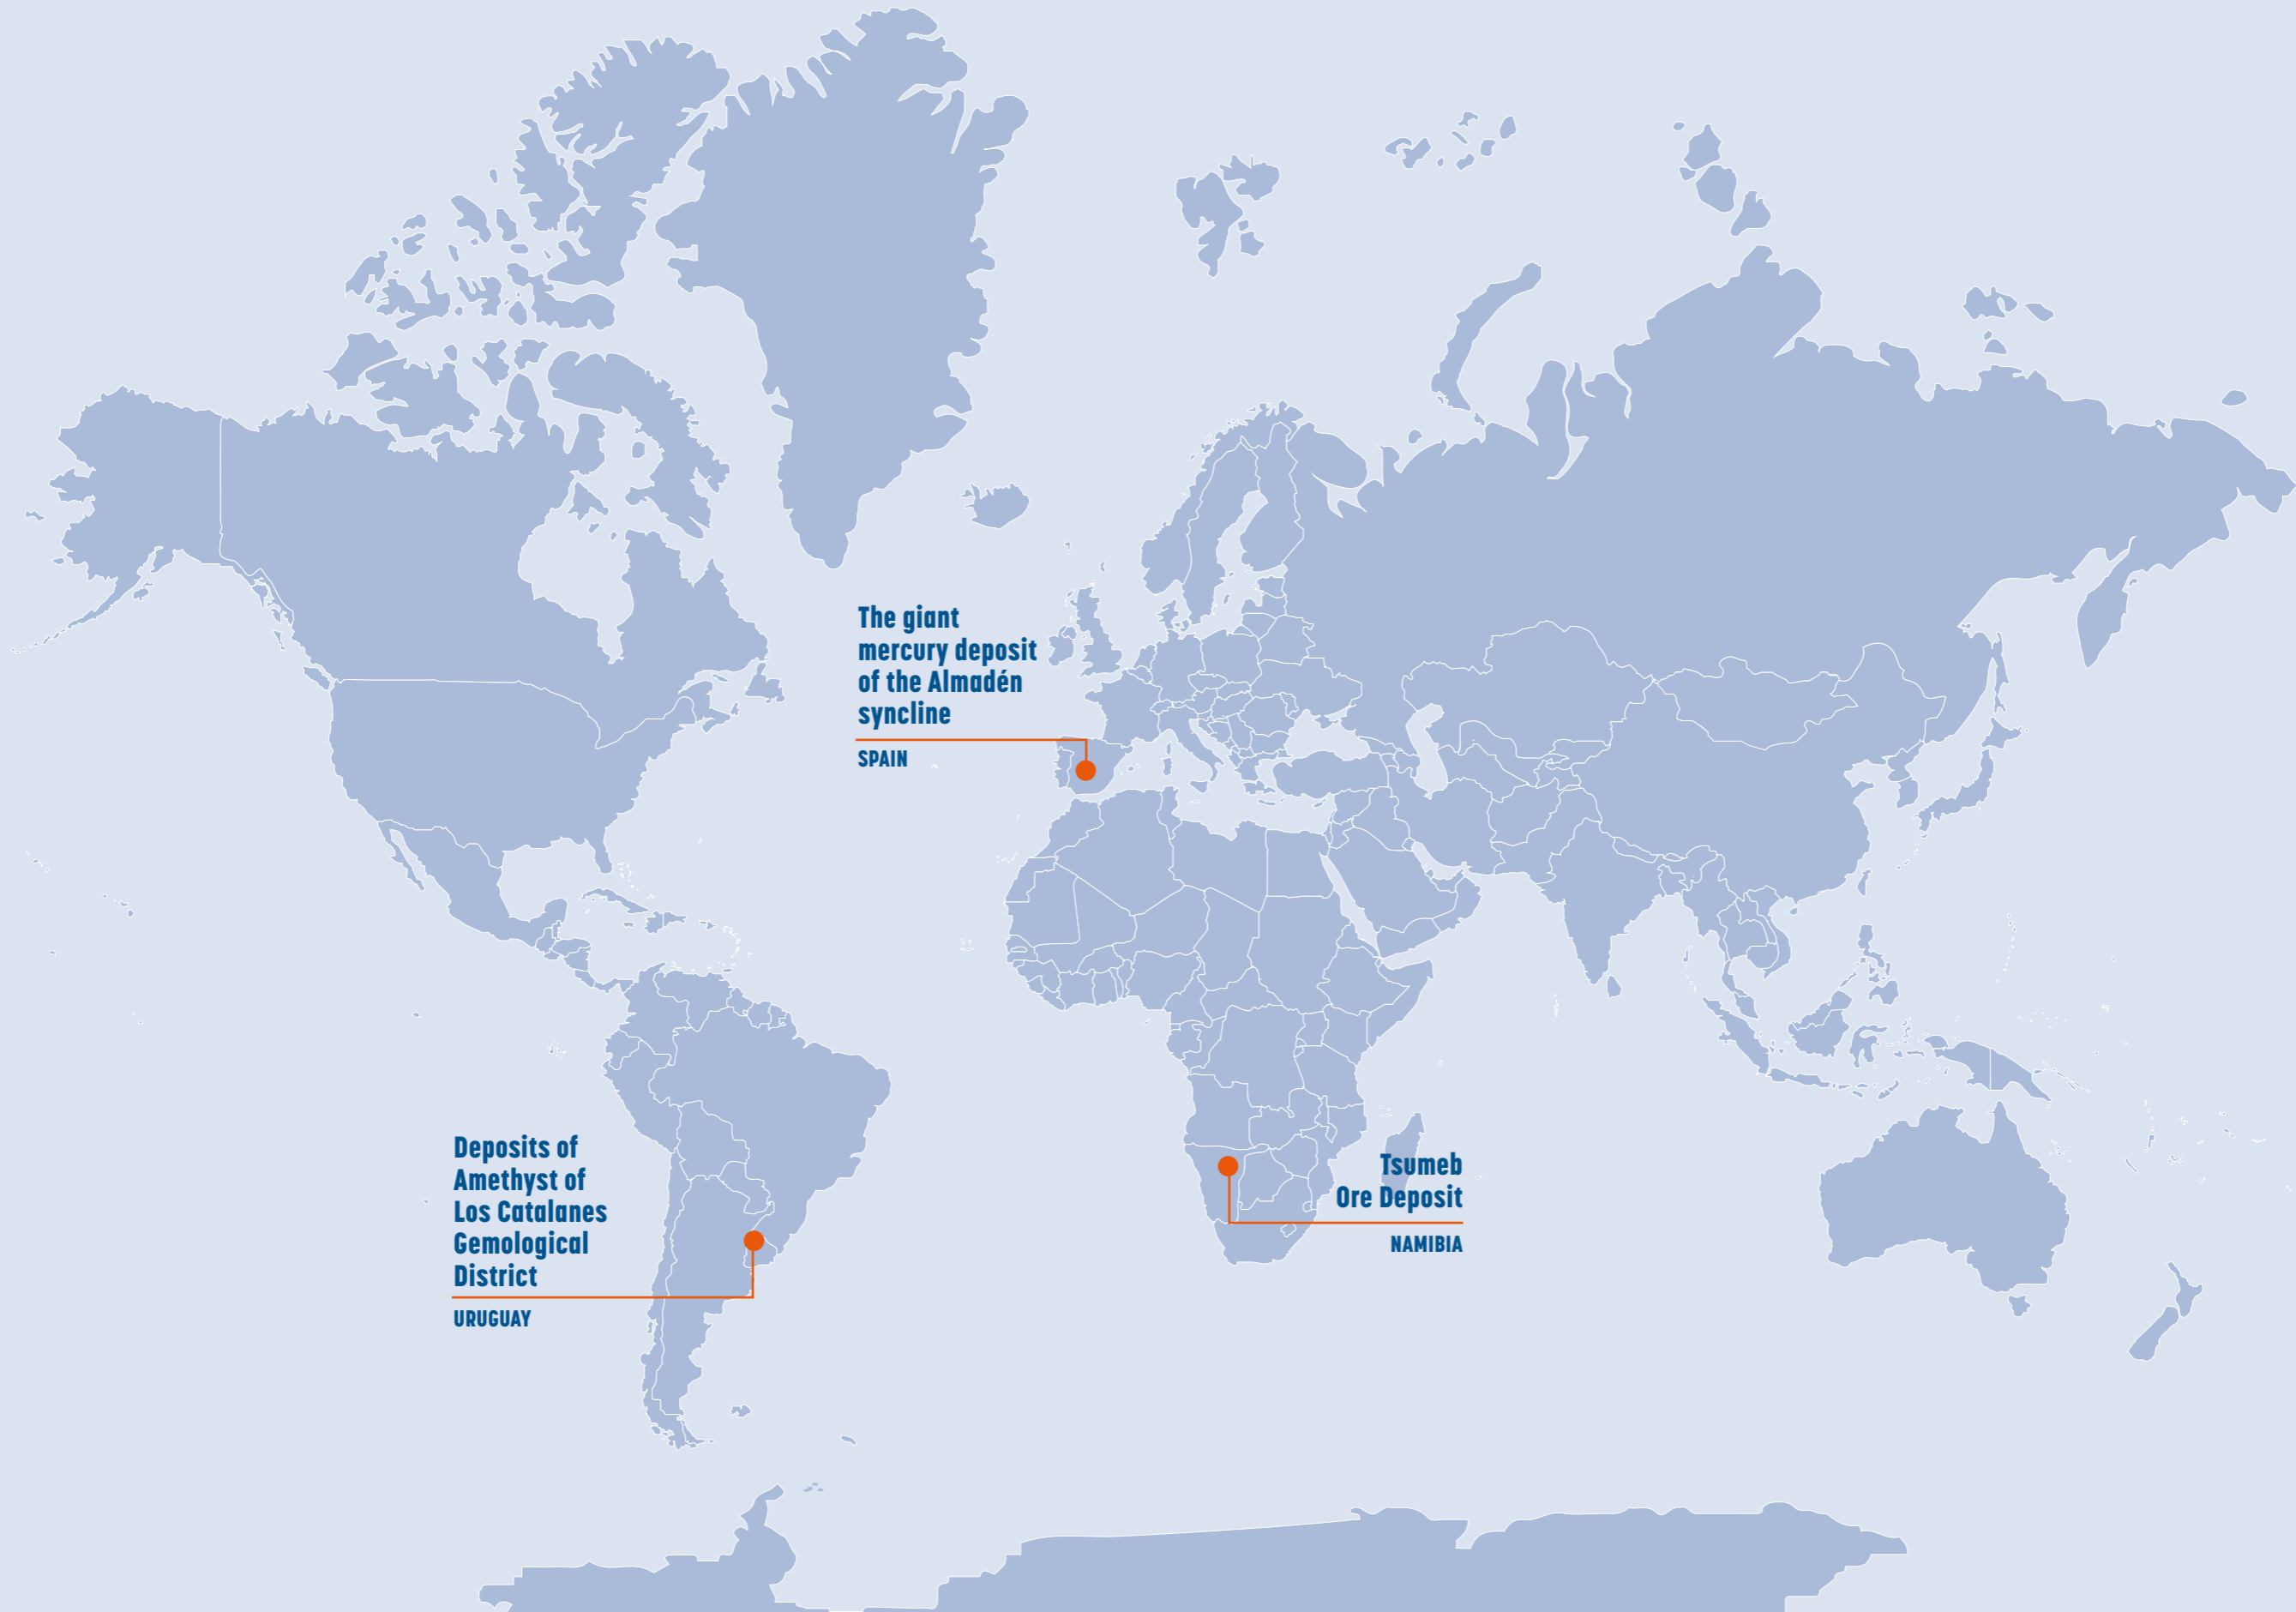 The giant
mercury deposit
of the Almadén
syncline
SPAIN
Deposits of
Amethyst of
Los Catalanes
Gemological
District
URUGUAY
Tsumeb
Ore Deposit
NAMIBIA